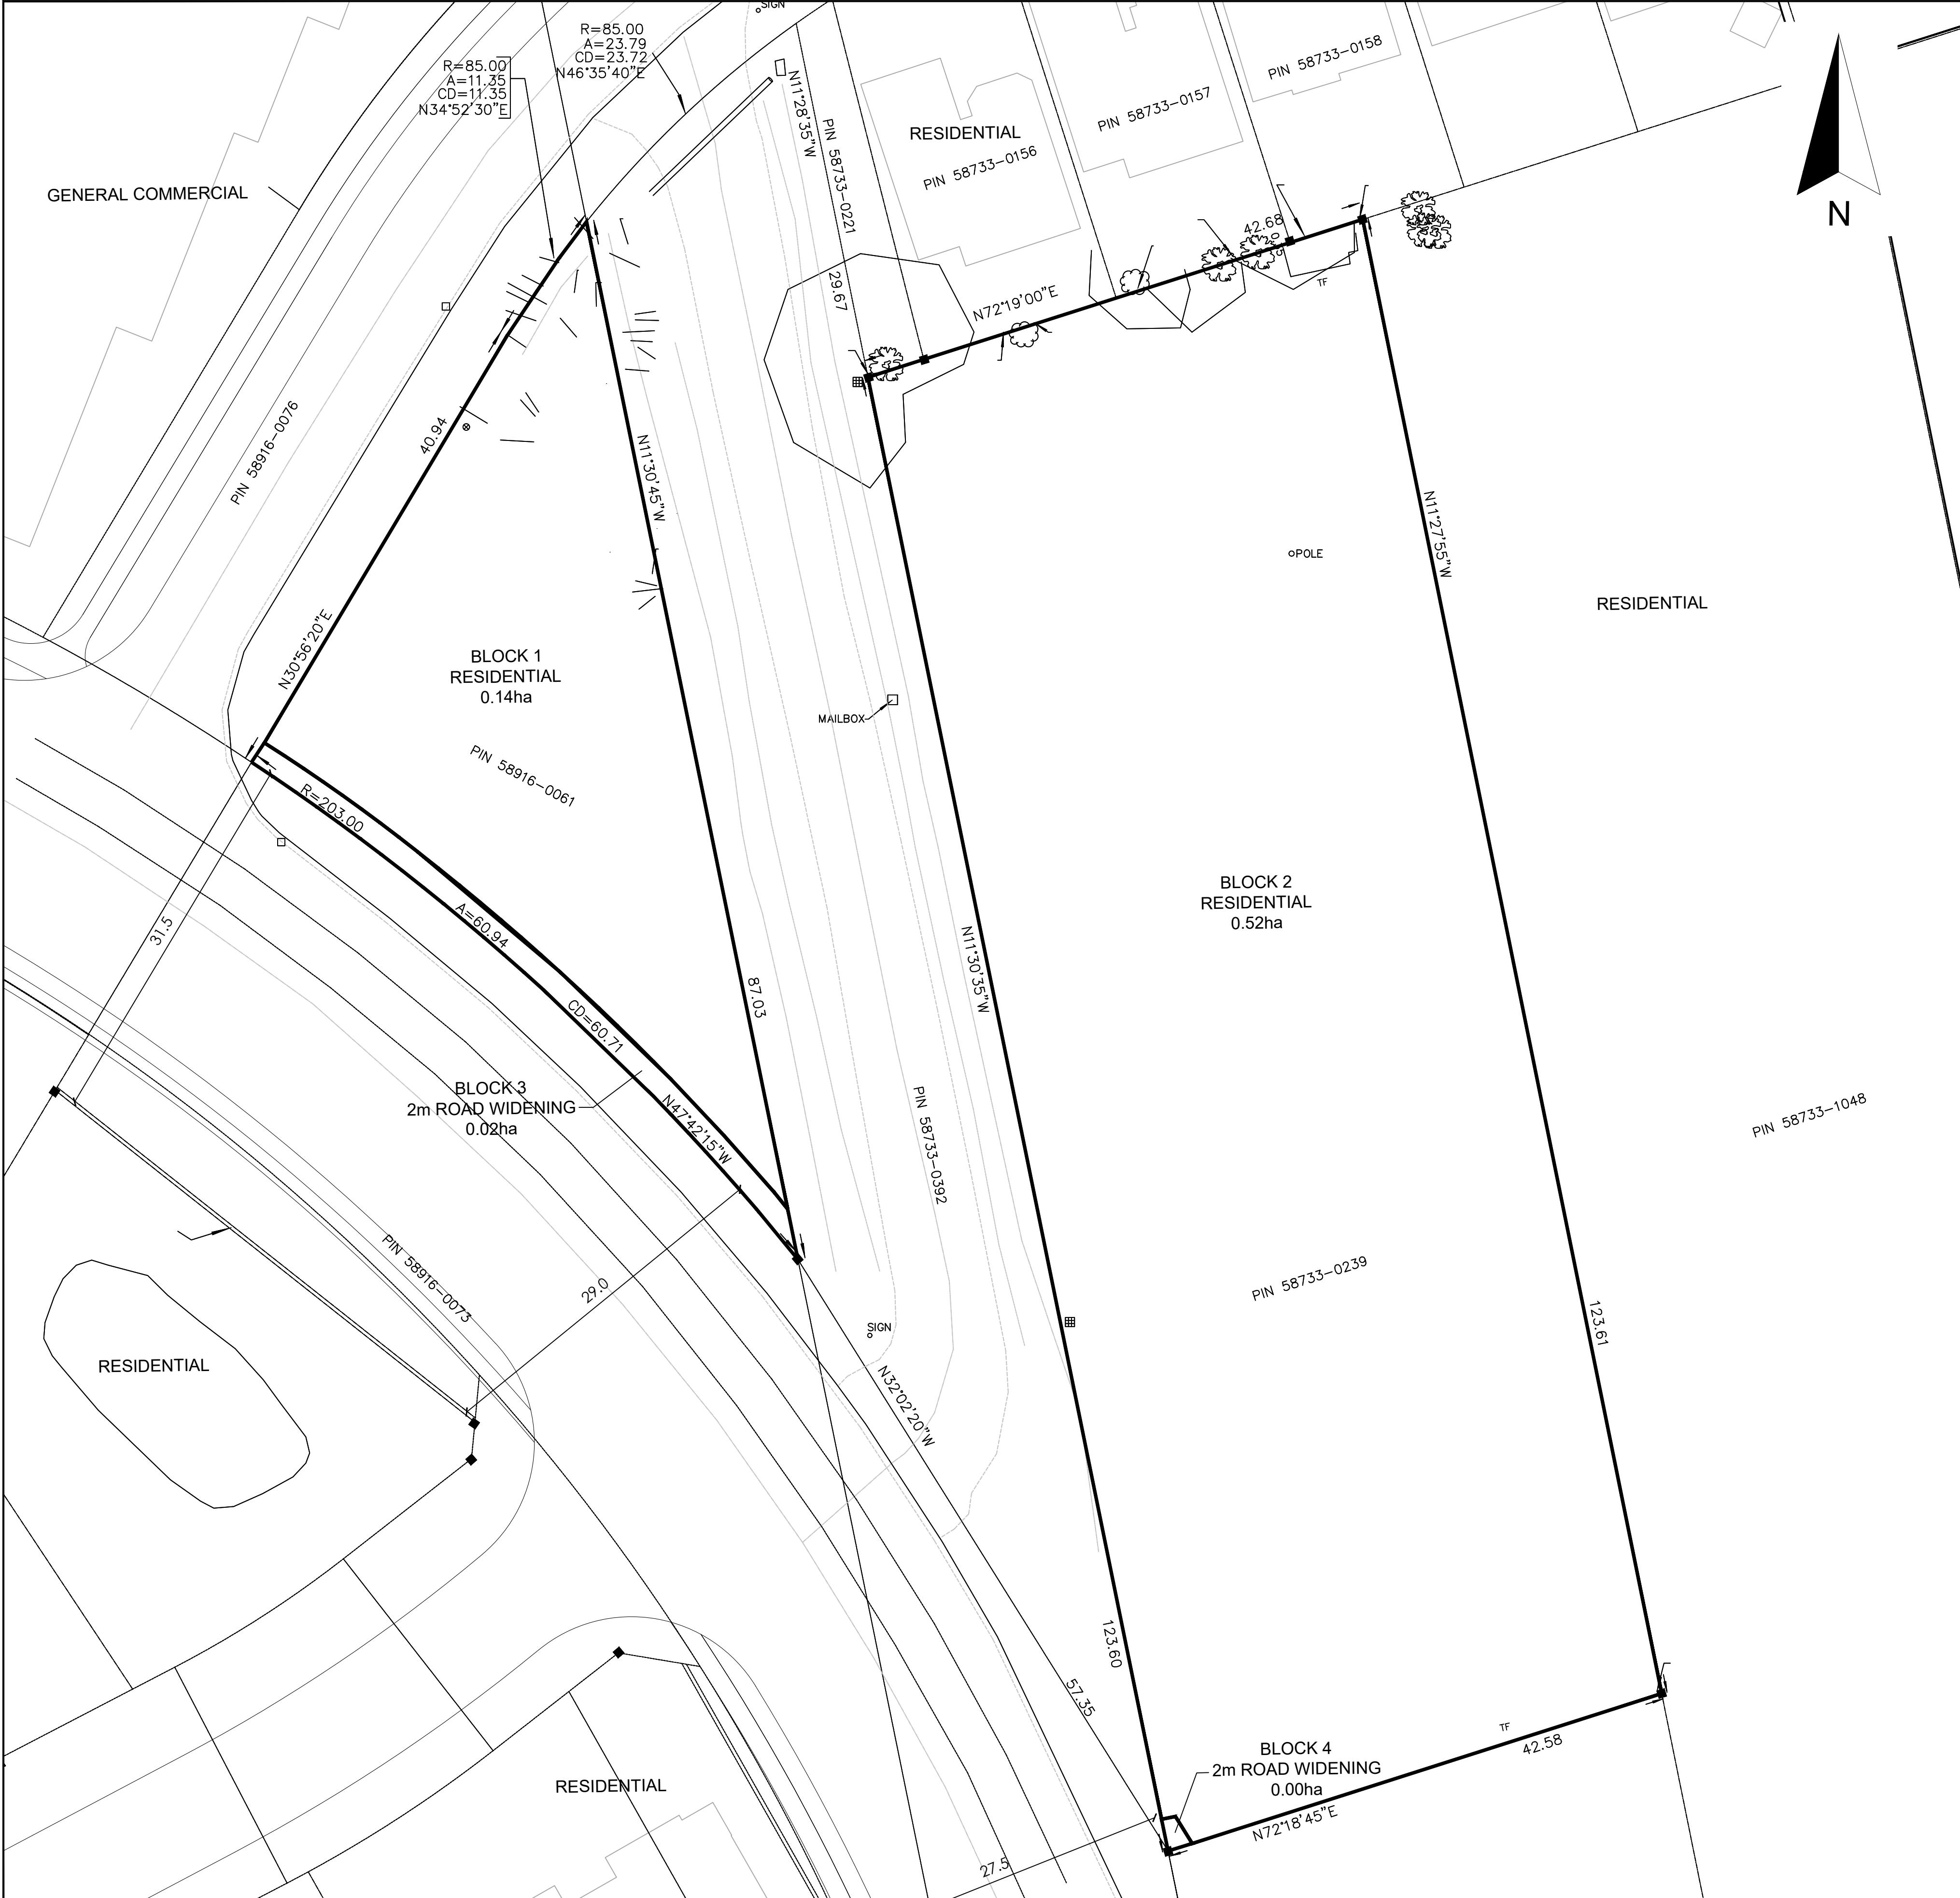 SIGN
R=85.00
A=23.79
CD=23.72
N46°35'40"E
R=85.00
A=11.35
CD=11.35
N34°52'30"E
GENERAL COMMERCIAL
N11°28'35"W
PIN 58733-0221
29.67
RESIDENTIAL
PIN 58733-0156
PIN 58733-0157
PIN 58733-0158
N
42.68
N72°19'00"E
TF
PIN 58916-0076
40.94
N30°56'20"E
N11°30'45"W
87.03
N11°27'55"W
POLE
RESIDENTIAL
BLOCK 1
RESIDENTIAL
0.14ha
PIN 58916-0061
MAILBOX
R=203.00
A=60.94
CD=60.71
N47°42'15"W
31.5
BLOCK 2
RESIDENTIAL
0.52ha
N11°30'35"W
BLOCK 3
2m ROAD WIDENING
0.02ha
PIN 58733-0392
PIN 58733-1048
PIN 58916-0073
29.0
PIN 58733-0239
123.61
SIGN
RESIDENTIAL
N32°02'20"W
123.60
57.35
TF
42.58
BLOCK 4
2m ROAD WIDENING
0.00ha
N72°18'45"E
RESIDENTIAL
27.5